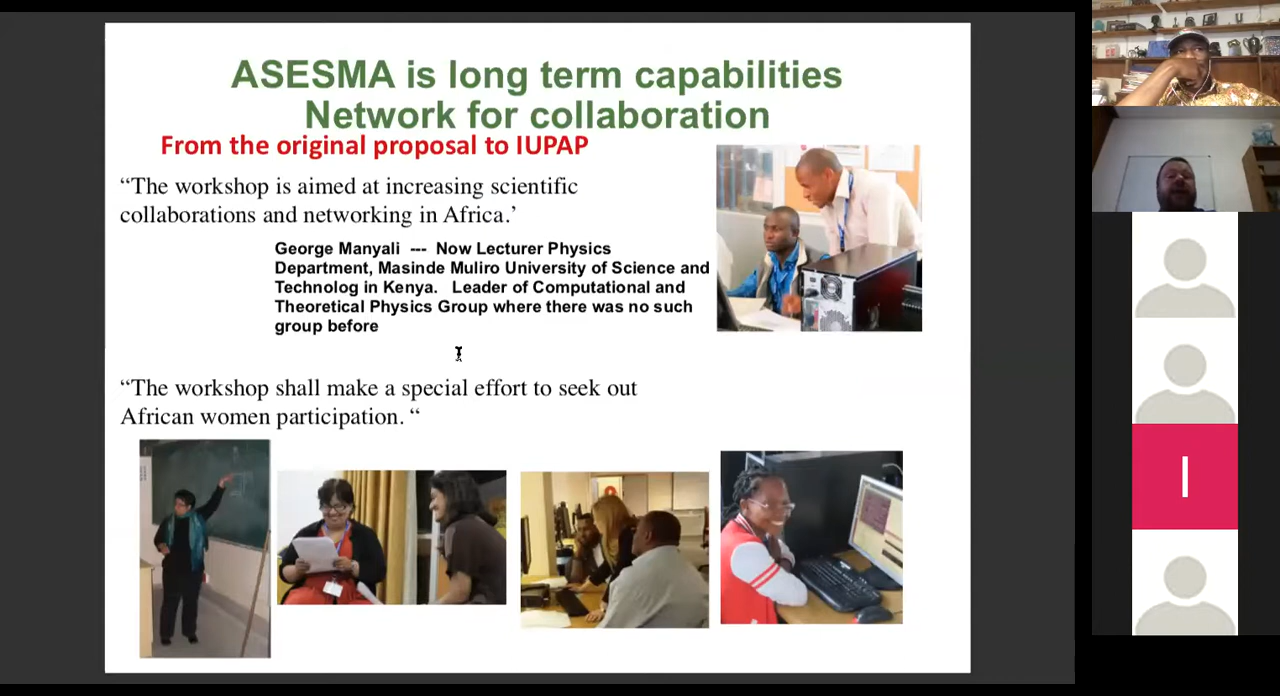 ASESMA is long term capabilities
Network for collaboration
From the original proposal to IUPAP
“The workshop is aimed at increasing scientific
collaborations and networking in Africa.’
George Manyali --- Now Lecturer Physics
Department, Masinde Muliro University of Science and
Technolog in Kenya. Leader of Computational and
Theoretical Physics Group where there was no such
group before
“The workshop shall make a special effort to seek out
African women participation. “
I